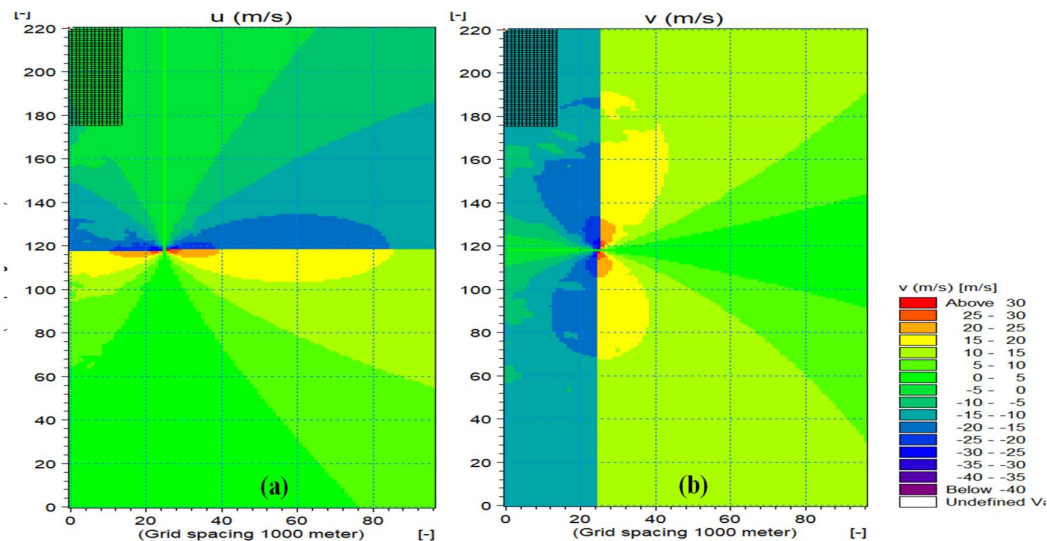 [-]
u (m/s)
220
200
180
160
140
120
100
80
60
40
20
0
(a)
0
20
40
60
80
(Grid spacing 1000 meter)
[-]
[-]
v (m/s)
220
200
180
160
140
120
100
80
60
40
20
0
(b)
0
20
40
60
80
(Grid spacing 1000 meter)
[-]
v (m/s) [m/s]
Above 30
25 - 30
20 - 25
15 - 20
10 - 15
5 - 10
0 - 5
-5 - 0
-10 - -5
-15 - -10
-20 - -15
-25 - -20
-30 - -25
-35 - -30
-40 - -35
Below -40
Undefined Va